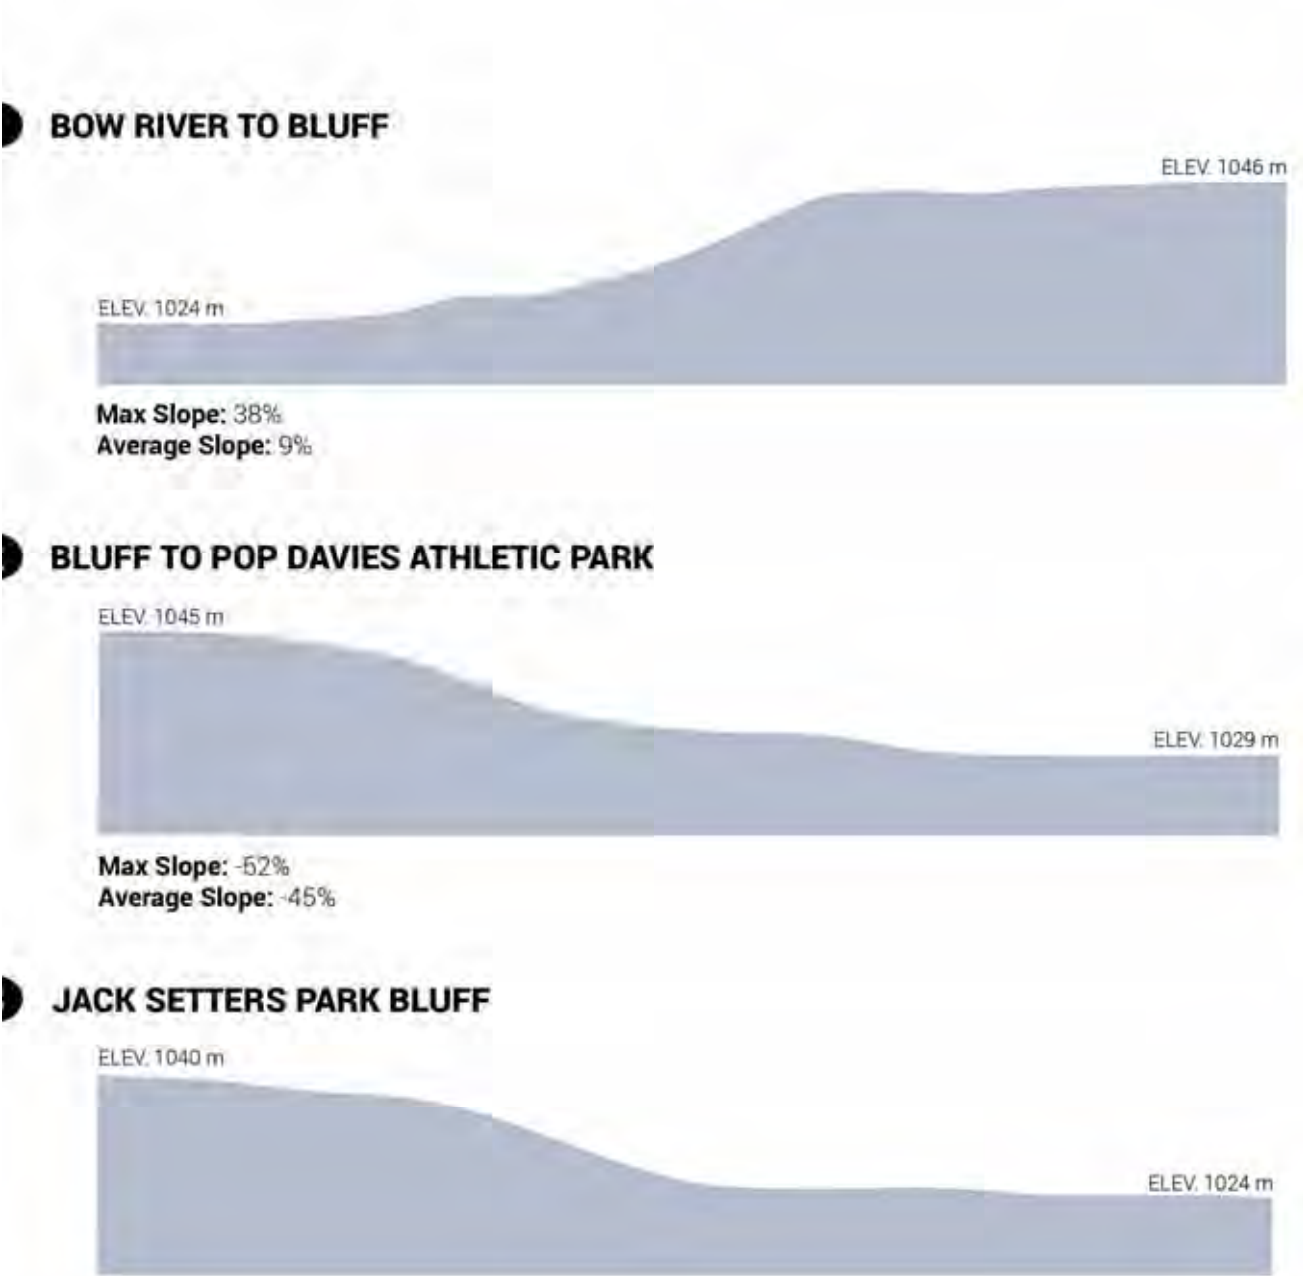 BOW RIVER TO BLUFF
ELEV. 1046 m
ELEV. 1024 m
Max Slope: 38%
Average Slope: 9%
BLUFF TO POP DAVIES ATHLETIC PARK
ELEV. 1045 m
ELEV. 1029 m
Max Slope: -52%
Average Slope: -45%
JACK SETTERS PARK BLUFF
ELEV. 1040 m
ELEV. 1024 m